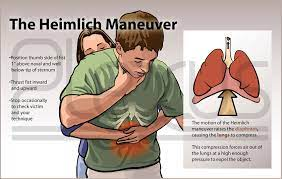 The Heimlich Maneuver
•Position thumb side of fist
1" above navel and well
below tip of sternum
•Thrust fist inward
and upward
•Stop occasionally
to check victim
and your
technique
The motion of the Heimlich
maneuver raises the diaphragm,
causing the lungs to compress.
This compression forces air out of
the lungs at a high enough
pressure to expel the object.